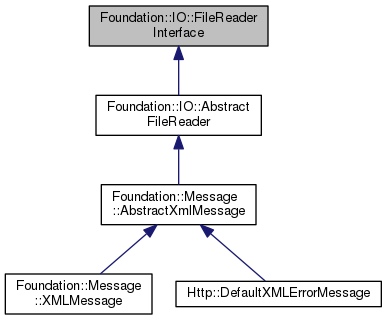 Foundation::IO::FileReader
Interface
Foundation::IO::Abstract
FileReader
Foundation::Message
::AbstractXmlMessage
Foundation::Message
::XMLMessage
Http::DefaultXMLErrorMessage